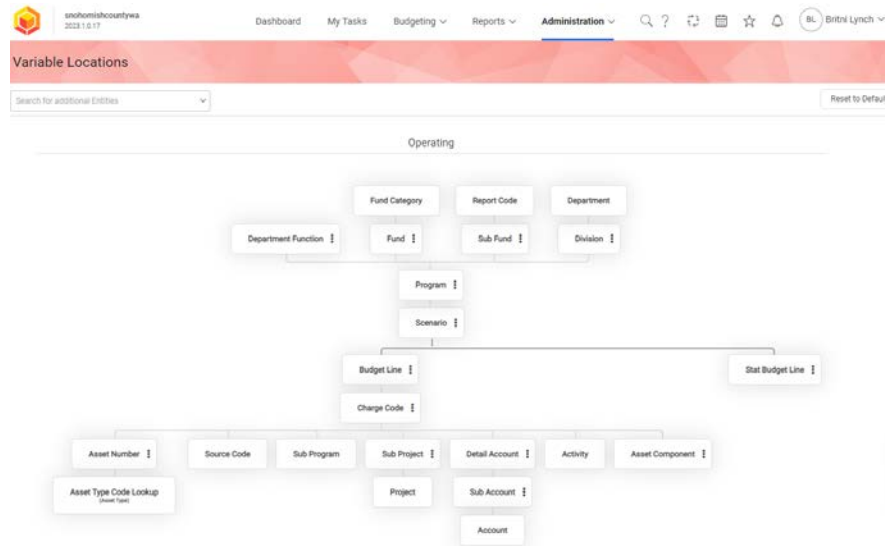 snohomishcountywa
2023.1.0.17
Dashboard My Tasks Budgeting Reports Administration ? BL Britni Lynch
Variable Locations
Search for additional Entities
Reset to Defaul
Operating
Fund Category Report Code Department
Department Function Fund Sub Fund Division
Program
Scenario
Budget Line Stat Budget Line
Charge Code
Asset Number Source Code Sub Program Sub Project Detail Account Activity Asset Component
Asset Type Code Lookup Project Sub Account
(Asset Type)
Account